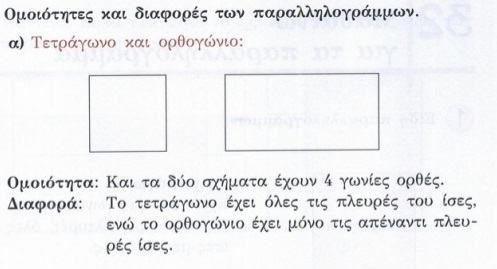 Ομοιότητες και διαφορές των παραλληλογράμμων.
α) Τετράγωνο και ορθογώνιο:
Ομοιότητα: Και τα δύο σχήματα έχουν 4 γωνίες ορθές.
Διαφορά: Το τετράγωνο έχει όλες τις πλευρές του ίσες,
ενώ το ορθογώνιο έχει μόνο τις απέναντι πλευ-
ρές ίσες.